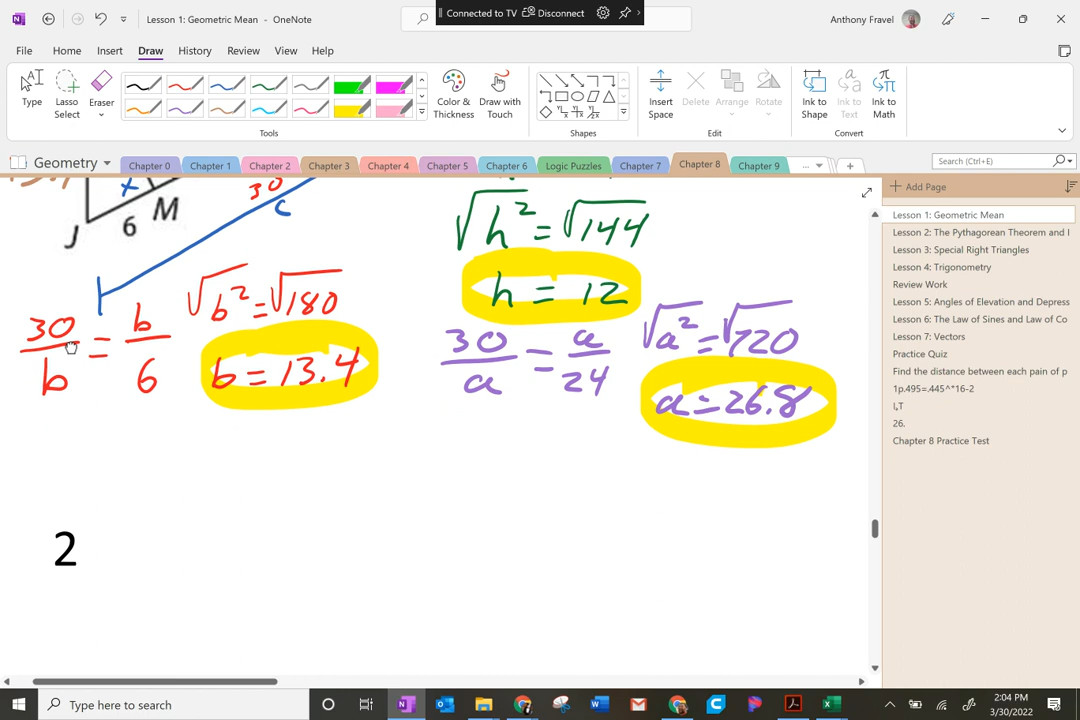 Lesson 1: Geometric Mean - OneNote
Connected to TV Disconnect
Anthony Fravel
File Home Insert Draw History Review View Help
Type
Lasso Select
Eraser
Color & Thickness
Draw with Touch
Insert Space
Delete
Arrange
Rotate
Ink to Shape
Ink to Text
Ink to Math
Tools
Shapes
Edit
Convert
Geometry
Chapter 0
Chapter 1
Chapter 2
Chapter 3
Chapter 4
Chapter 5
Chapter 6
Logic Puzzles
Chapter 7
Chapter 8
Chapter 9
Search (Ctrl+E)
Add Page
Lesson 1: Geometric Mean
Lesson 2: The Pythagorean Theorem and I
Lesson 3: Special Right Triangles
Lesson 4: Trigonometry
Review Work
Lesson 5: Angles of Elevation and Depress
Lesson 6: The Law of Sines and Law of Co
Lesson 7: Vectors
Practice Quiz
Find the distance between each pair of p
1p.495=.445^*16-2
I,T
26.
Chapter 8 Practice Test
x
30
c
M
J
6
√h² = √144
h = 12
30/b = b/6
√b² = √180
b = 13.4
30/a = a/24
√a² = √720
a = 26.8
2
Type here to search
2:04 PM
3/30/2022